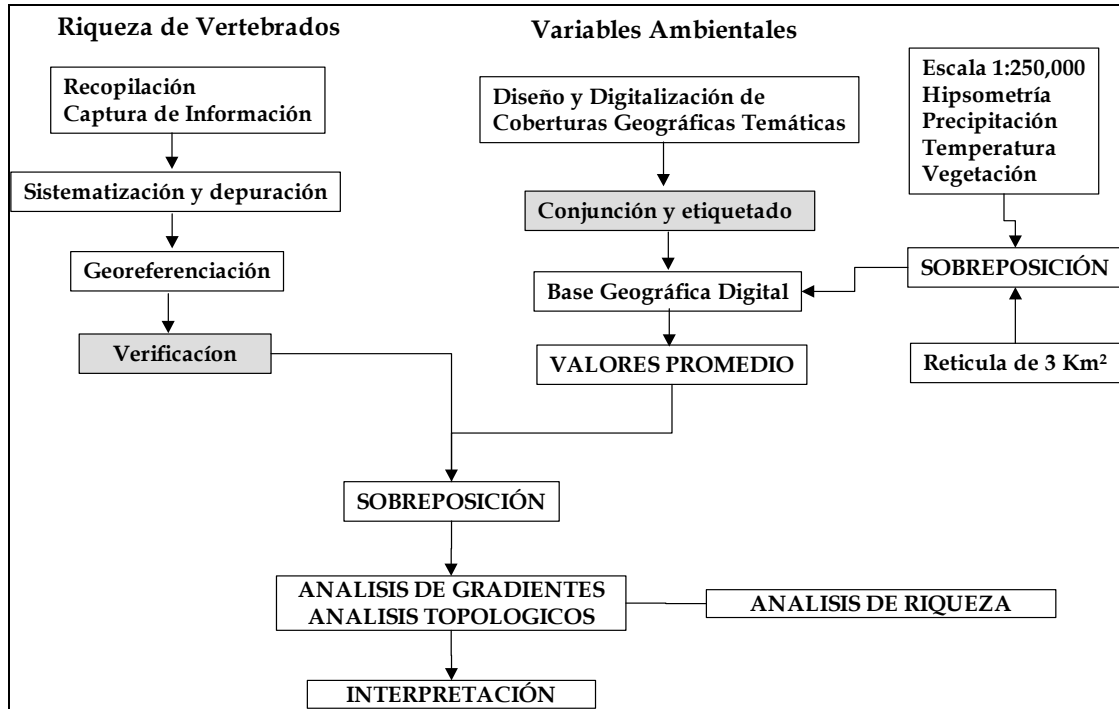 Riqueza de Vertebrados
Recopilación
Captura de Información
Sistematización y depuración
Georeferenciación
Verificacíon
Variables Ambientales
Diseño y Digitalización de
Coberturas Geográficas Temáticas
Conjunción y etiquetado
Base Geográfica Digital
VALORES PROMEDIO
Escala 1:250,000
Hipsometría
Precipitación
Temperatura
Vegetación
SOBREPOSICIÓN
Reticula de 3 Km²
SOBREPOSICIÓN
ANALISIS DE GRADIENTES
ANALISIS TOPOLOGICOS
ANALISIS DE RIQUEZA
INTERPRETACIÓN